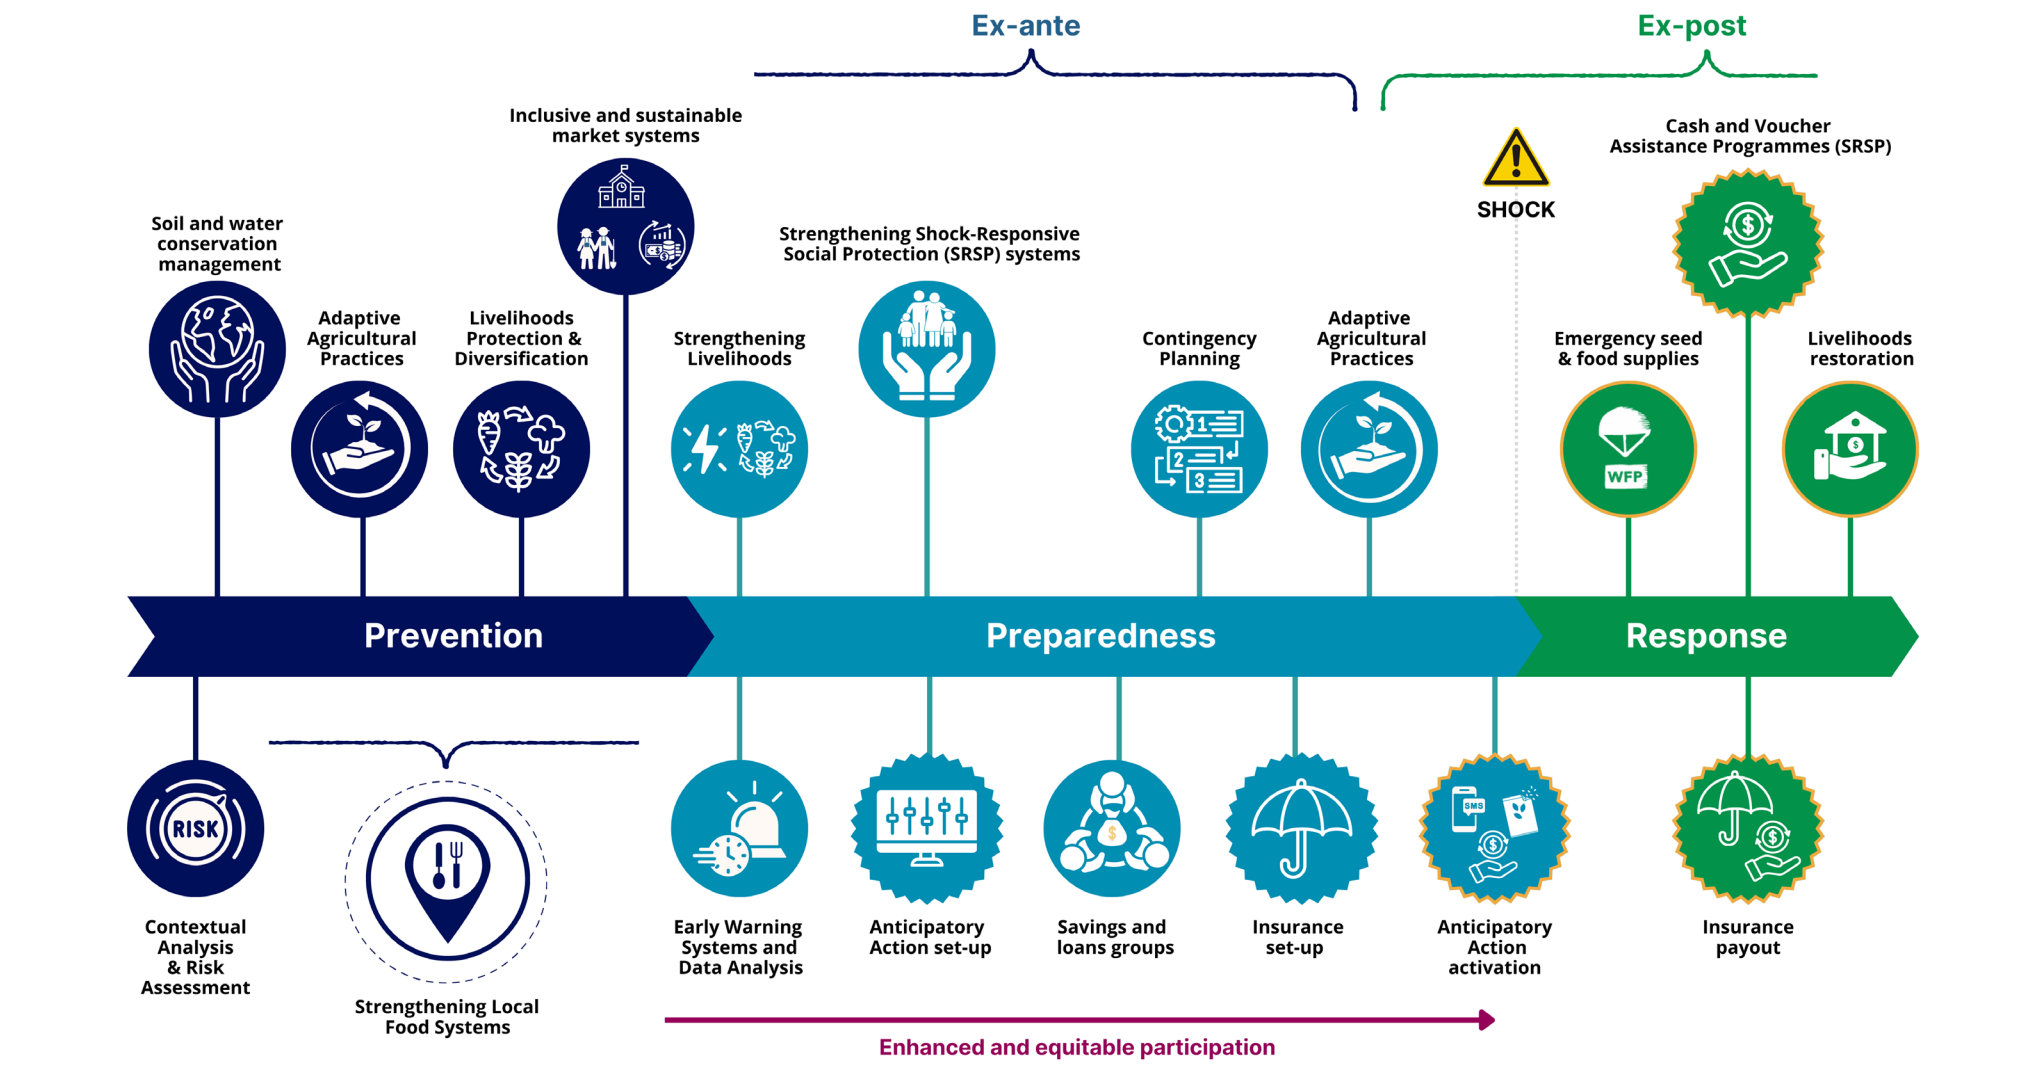 Ex-ante
Ex-post
Inclusive and sustainable
market systems
Cash and Voucher
Assistance Programmes (SRSP)
SHOCK
Soil and water
conservation
management
Strengthening Shock-Responsive
Social Protection (SRSP) systems
Adaptive
Agricultural
Practices
Livelihoods
Protection &
Diversification
Strengthening
Livelihoods
Contingency
Planning
Adaptive
Agricultural
Practices
Emergency seed
& food supplies
Livelihoods
restoration
$
1
2
3
WFP
$
Prevention
Preparedness
Response
RISK
$
SMS
$
$
Contextual
Analysis
& Risk
Assessment
Strengthening Local
Food Systems
Early Warning
Systems and
Data Analysis
Anticipatory
Action set-up
Savings and
loans groups
Insurance
set-up
Anticipatory
Action
activation
Insurance
payout
Enhanced and equitable participation